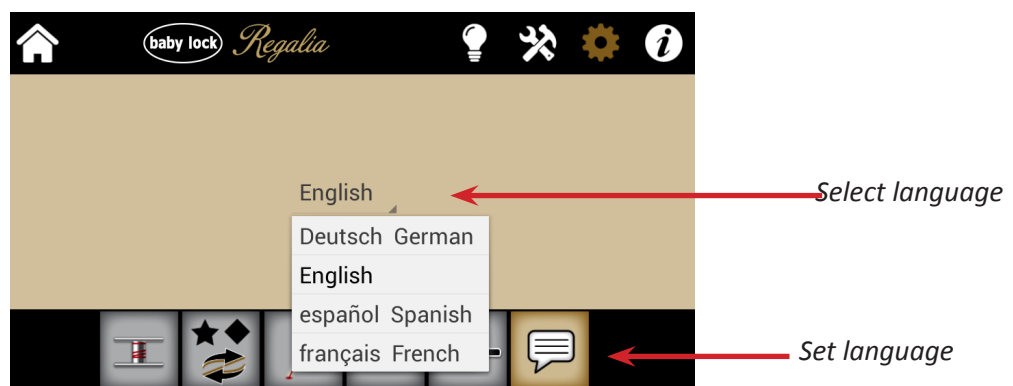 baby lock Regalia i
English
Select language
Deutsch German
English
español Spanish
français French
Set language